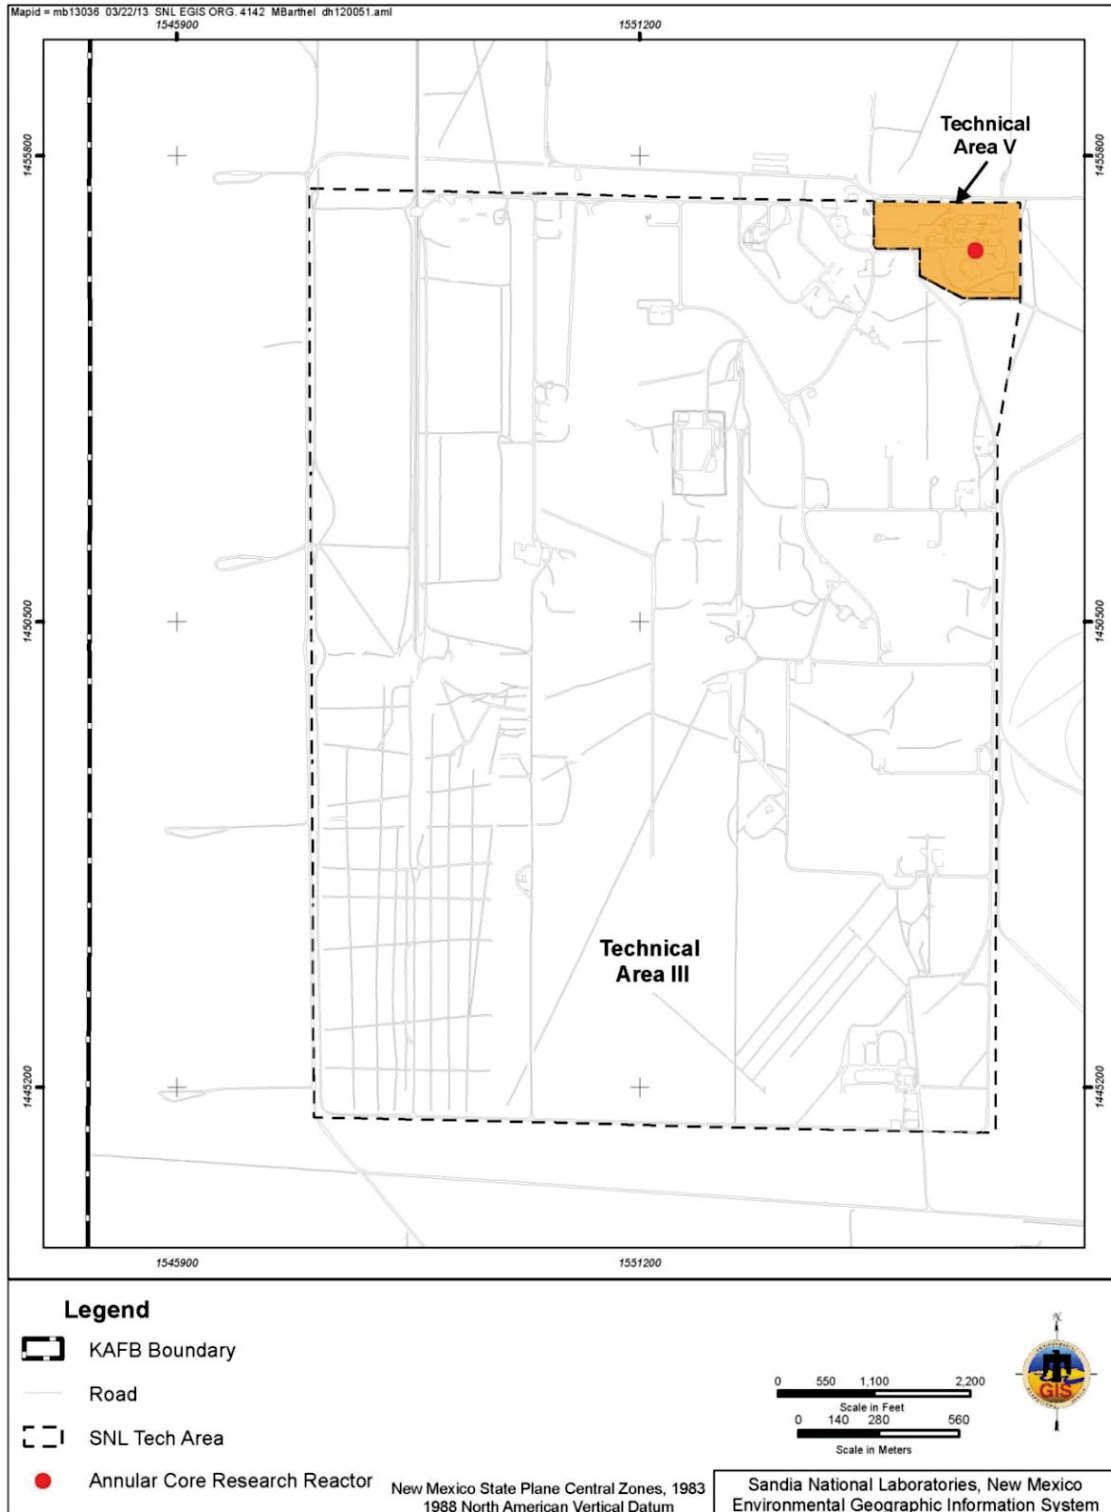 Mapid = mb13036 03/22/13 SNL EGIS ORG. 4142 MBarthel dh120051.aml
1545900
1551200
1455800
1455800
Technical
Area V
1450500
1450500
Technical
Area III
1445200
1445200
1545900
1551200
Legend
KAFB Boundary
Road
SNL Tech Area
Annular Core Research Reactor
0 550 1,100 2,200
Scale in Feet
0 140 280 560
Scale in Meters
GIS
New Mexico State Plane Central Zones, 1983
1988 North American Vertical Datum
Sandia National Laboratories, New Mexico
Environmental Geographic Information System